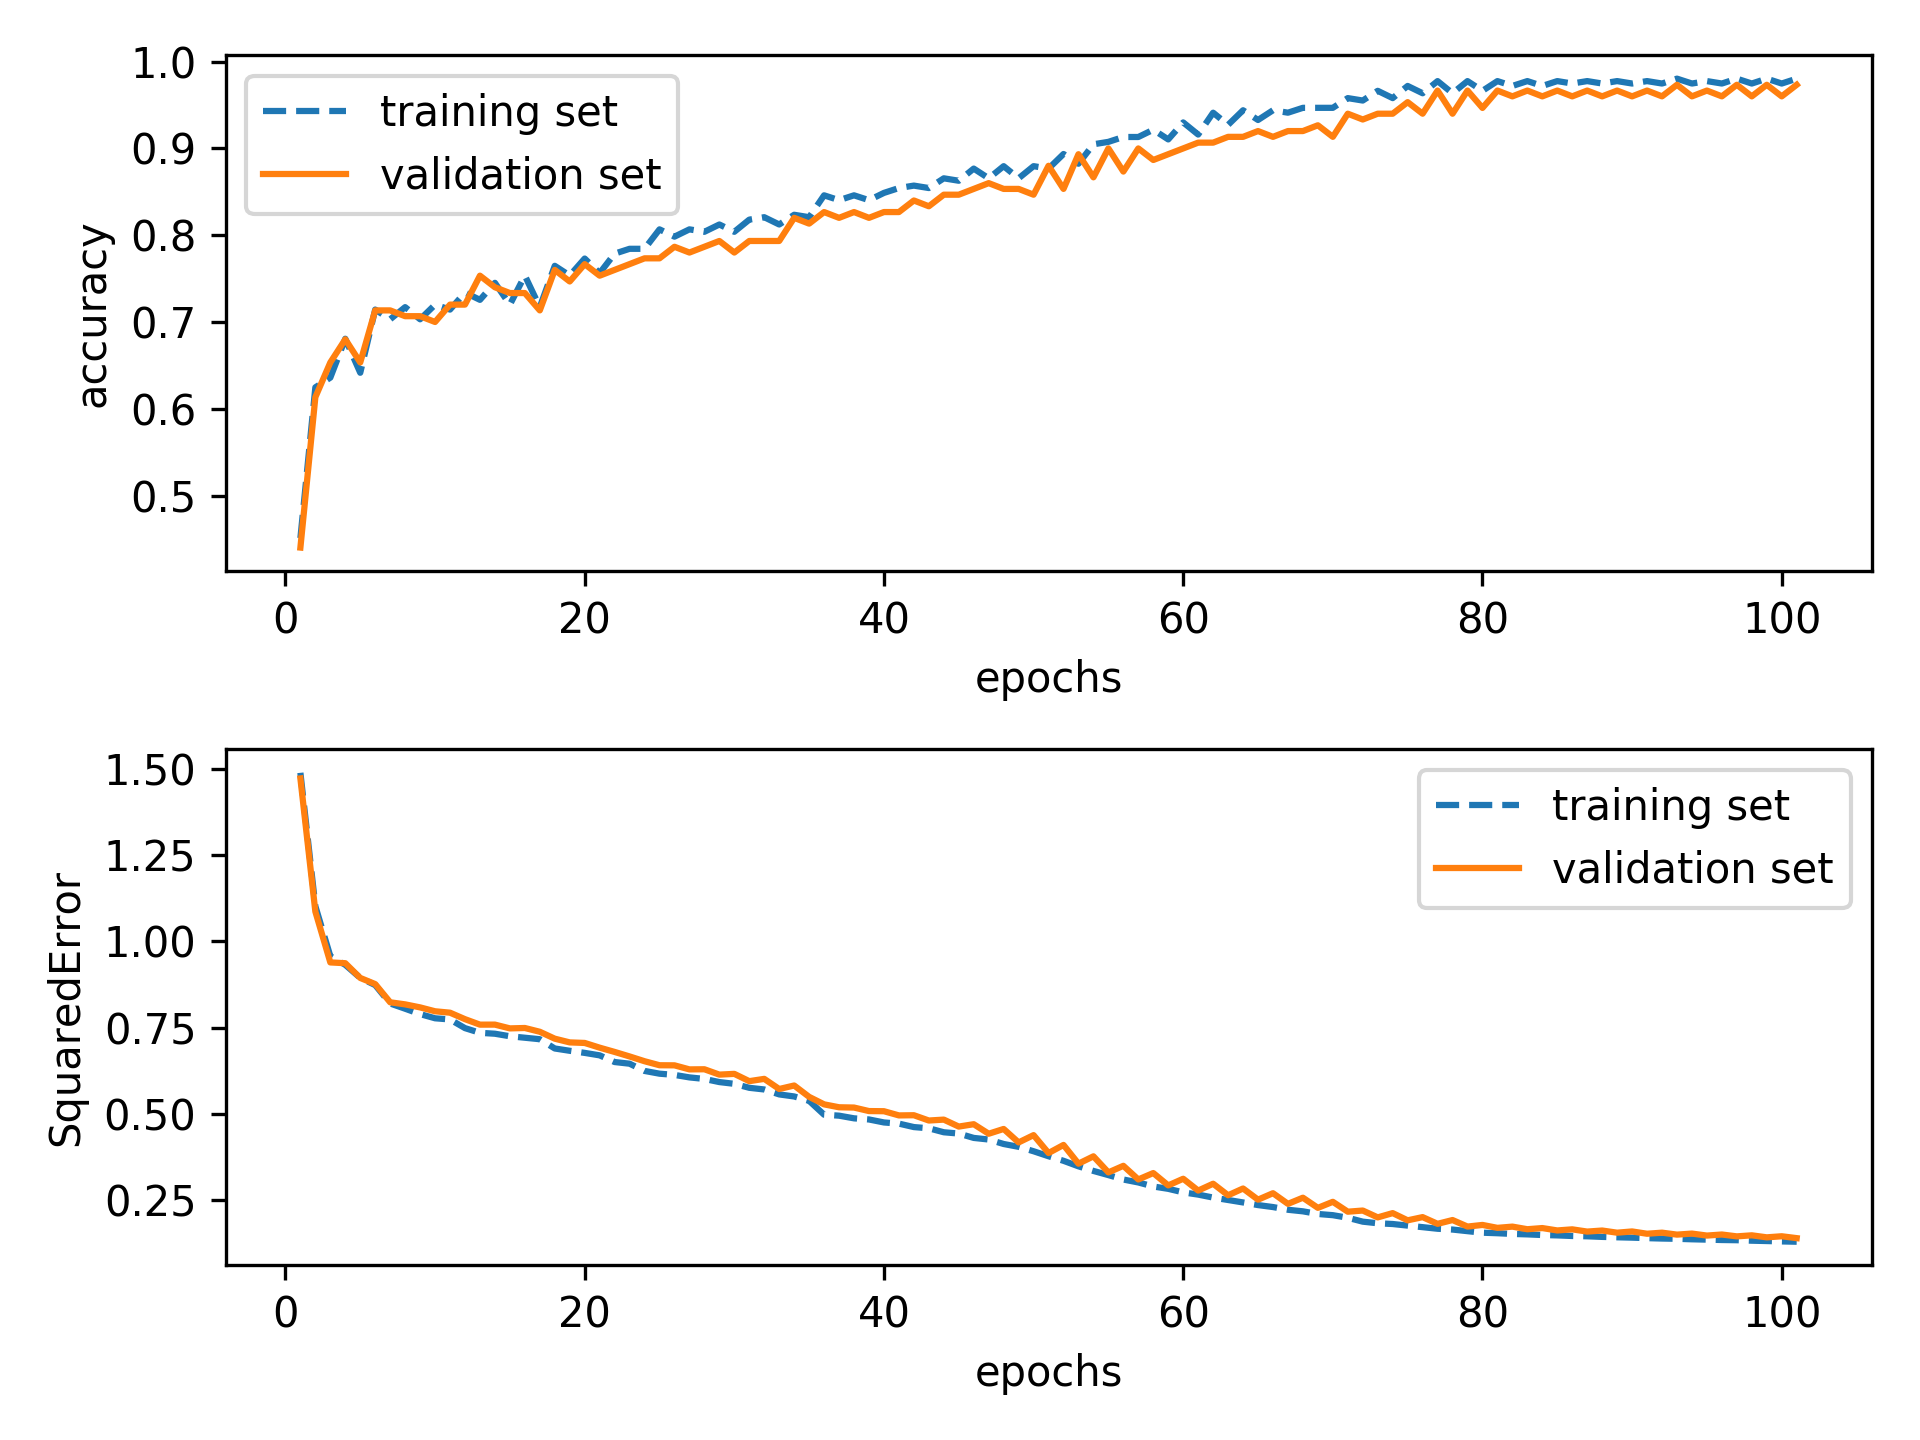 1.0
0.9
0.8
0.7
0.6
0.5
accuracy
training set
validation set
0 20 40 60 80 100
epochs
1.50
1.25
1.00
0.75
0.50
0.25
SquaredError
training set
validation set
0 20 40 60 80 100
epochs